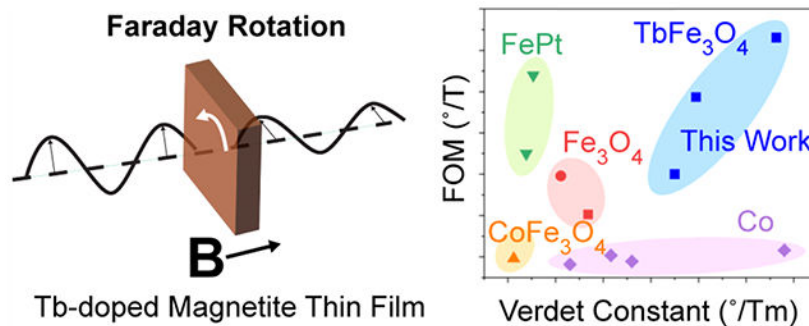 Faraday Rotation
B
Tb-doped Magnetite Thin Film
FOM (°/T)
FePt
TbFe₃O₄
Fe₃O₄
This Work
CoFe₃O₄
Co
Verdet Constant (°/Tm)